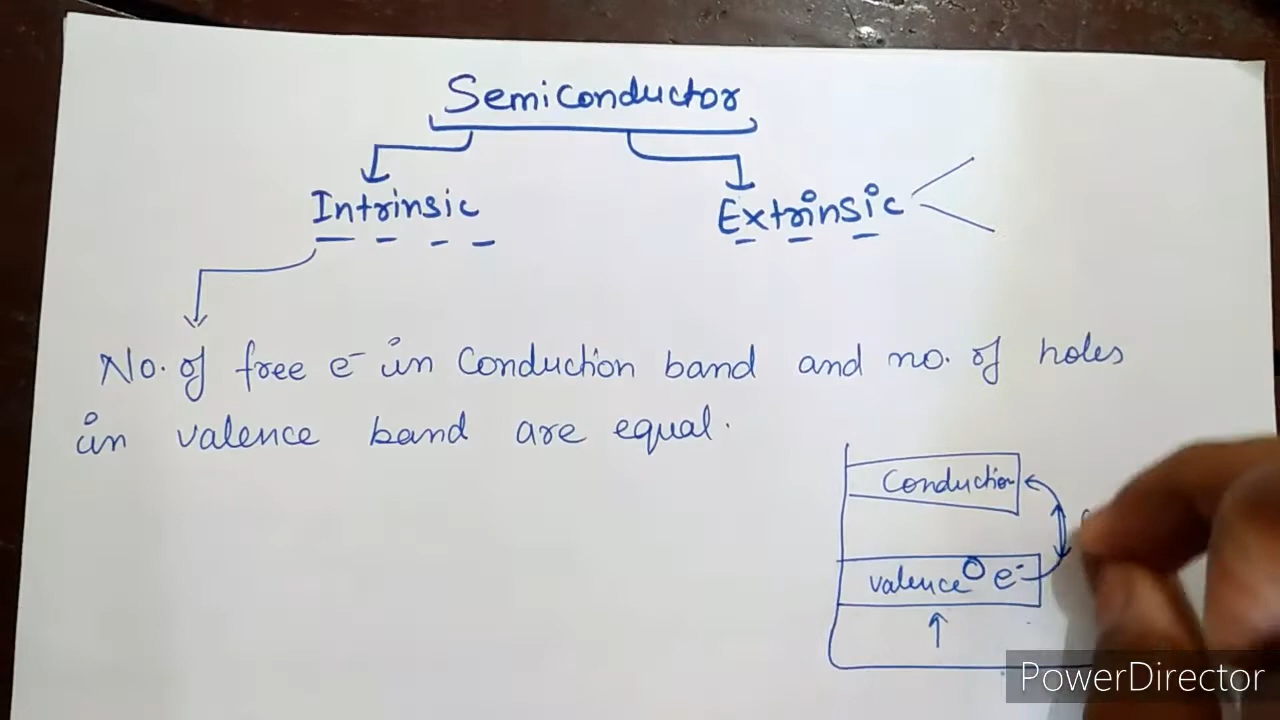 Semiconductor
Intrinsic
Extrinsic
No. of free e⁻ in Conduction band and no. of holes
in valence band are equal.
Conduction
valence e⁻
PowerDirector